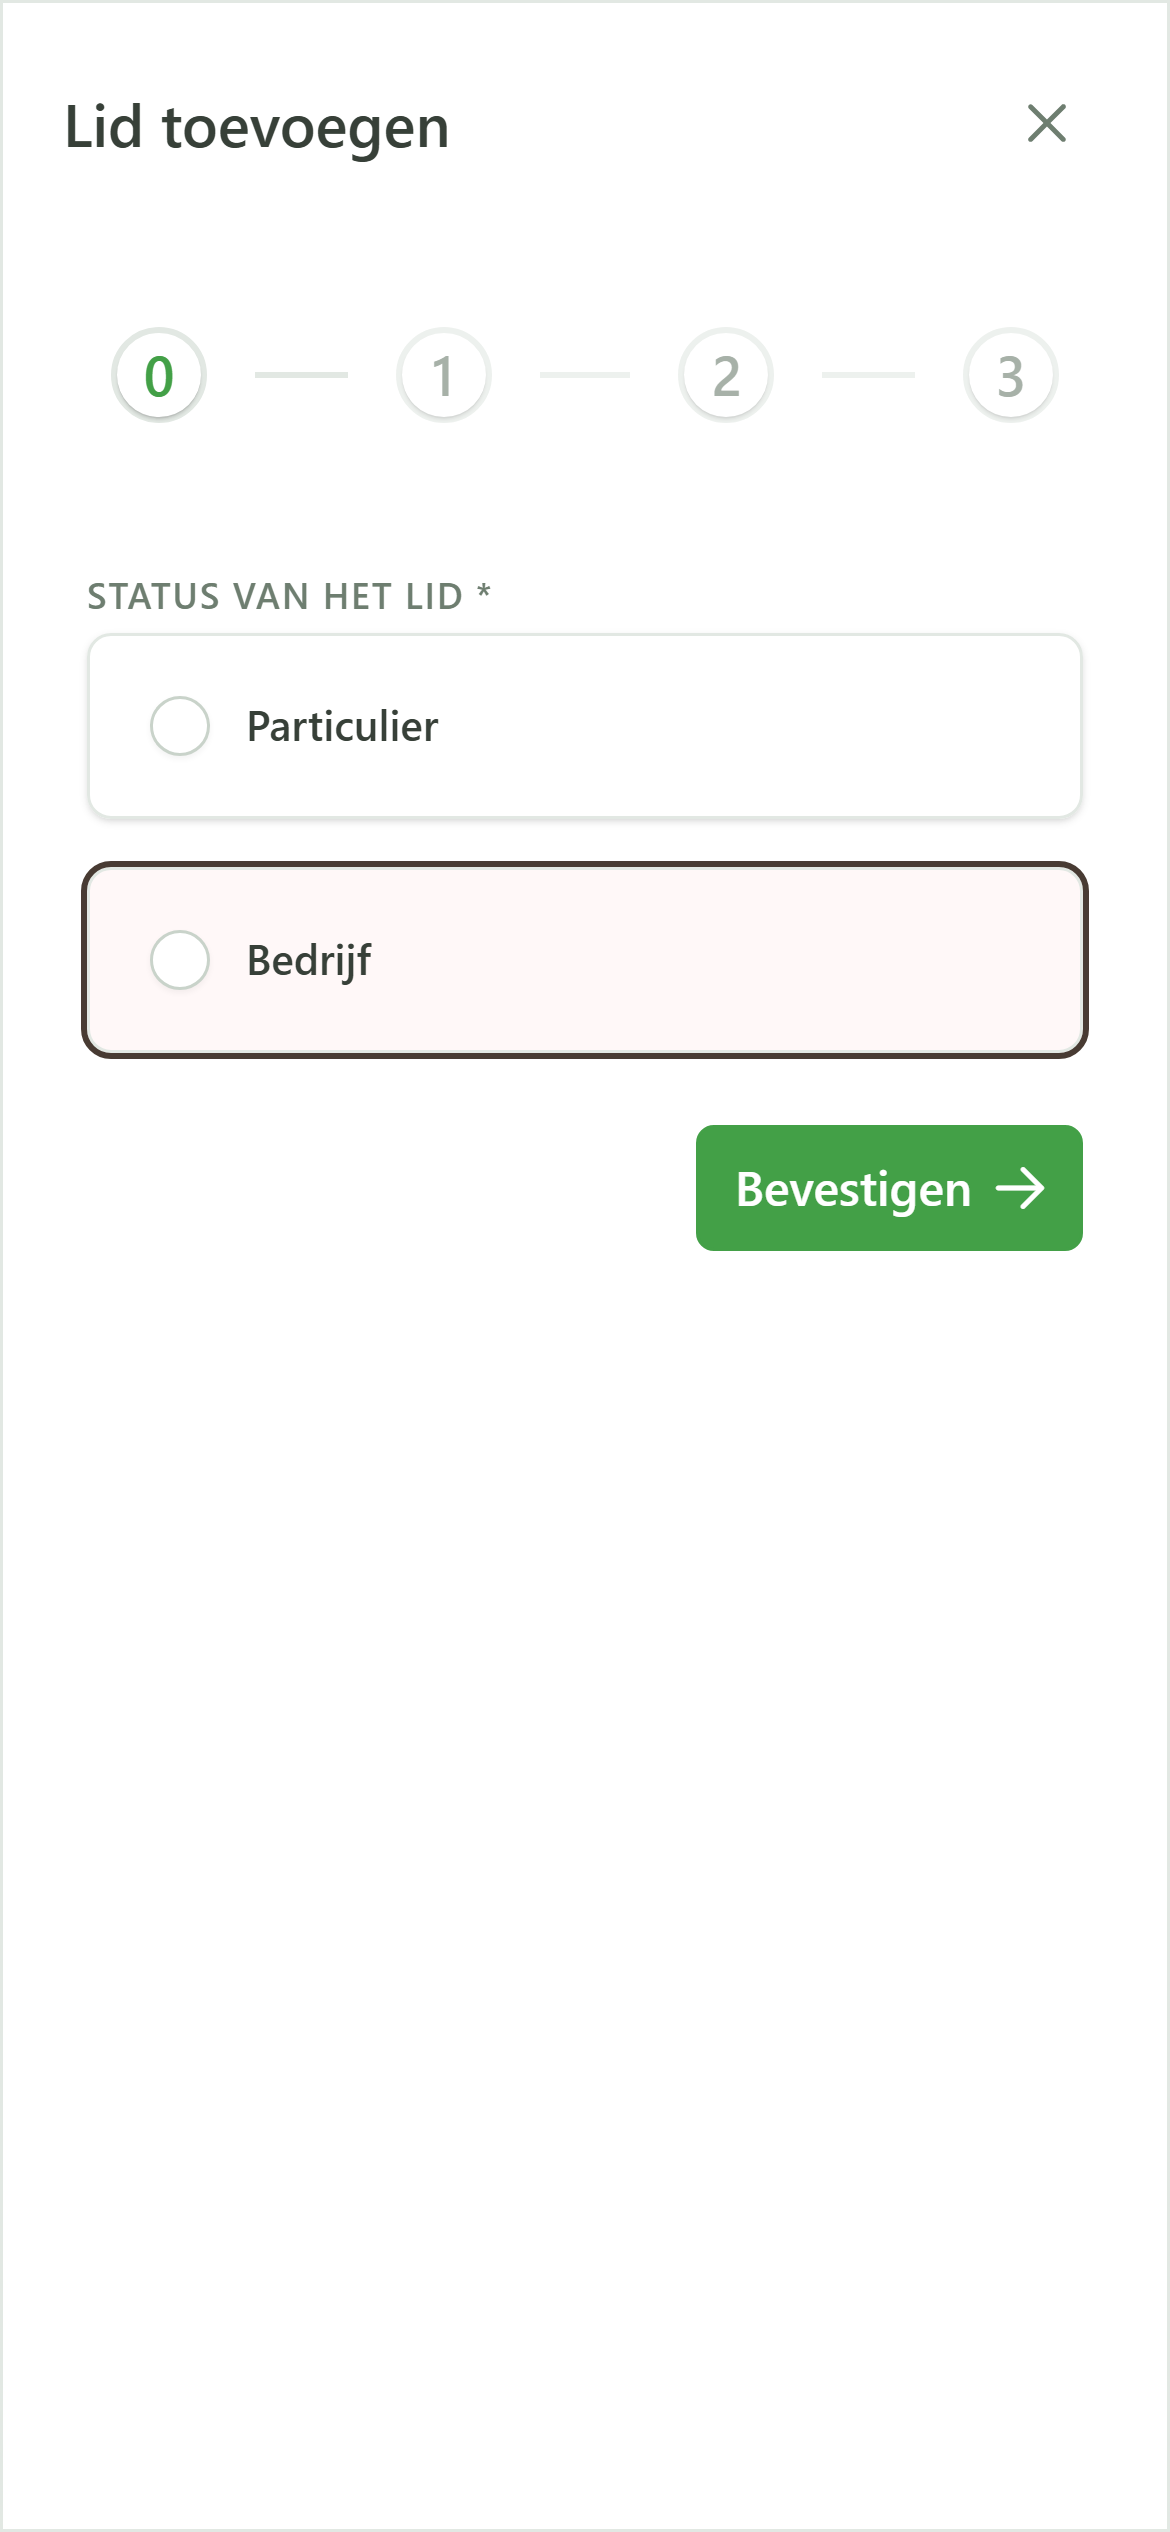 Lid toevoegen
0 1 2 3
STATUS VAN HET LID *
Particulier
Bedrijf
Bevestigen